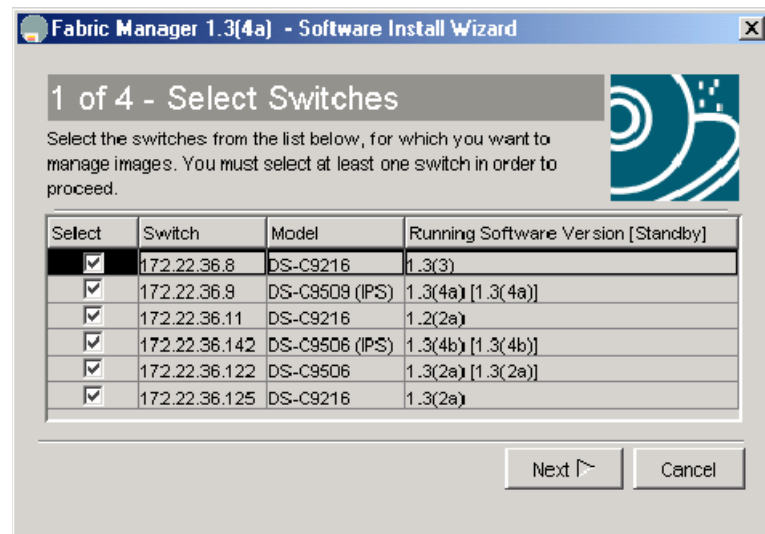 Fabric Manager 1.3(4a) - Software Install Wizard
1 of 4 - Select Switches
Select the switches from the list below, for which you want to
manage images. You must select at least one switch in order to
proceed.
Select Switch Model Running Software Version [Standby]
172.22.36.8 DS-C9216 1.3(3)
172.22.36.9 DS-C9509 (IPS) 1.3(4a) [1.3(4a)]
172.22.36.11 DS-C9216 1.2(2a)
172.22.36.142 DS-C9506 (IPS) 1.3(4b) [1.3(4b)]
172.22.36.122 DS-C9506 1.3(2a) [1.3(2a)]
172.22.36.125 DS-C9216 1.3(2a)
Next Cancel